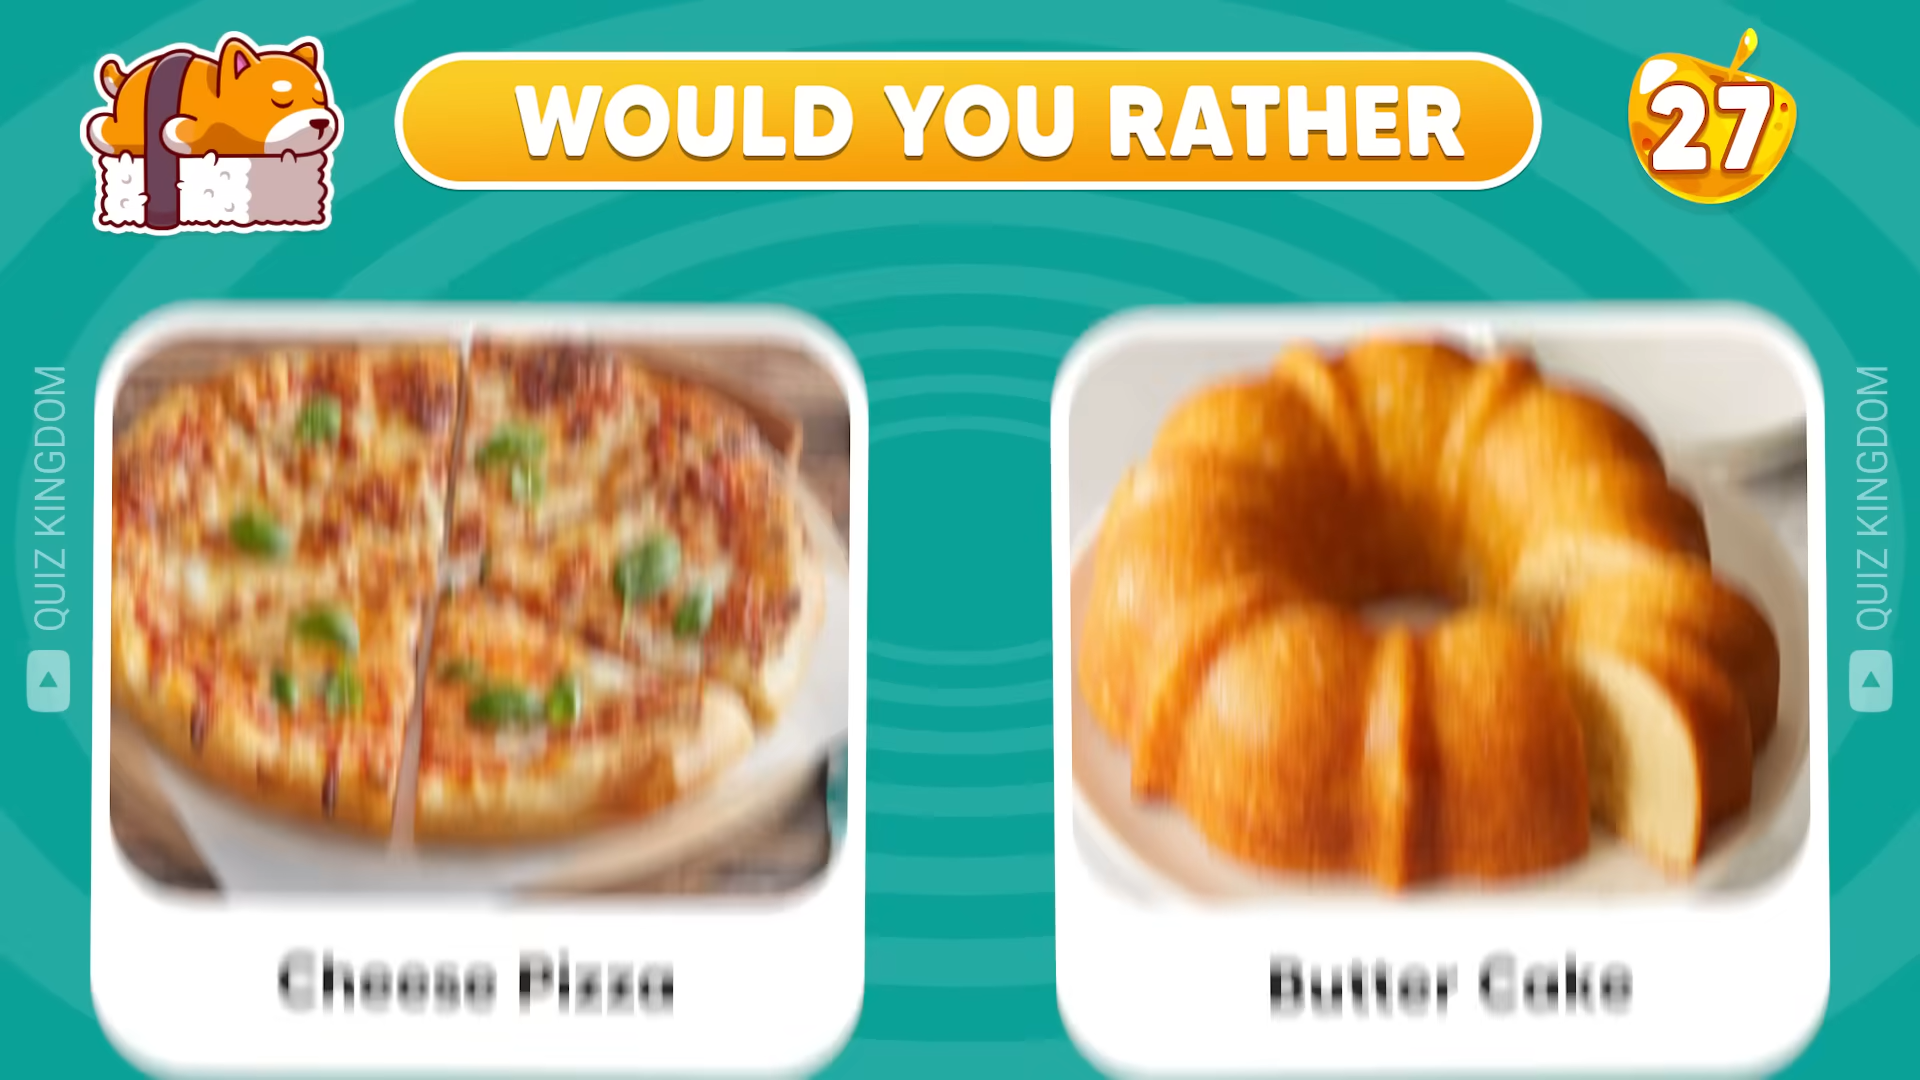 WOULD YOU RATHER
27
QUIZ KINGDOM
QUIZ KINGDOM
Cheese Pizza
Butter Cake